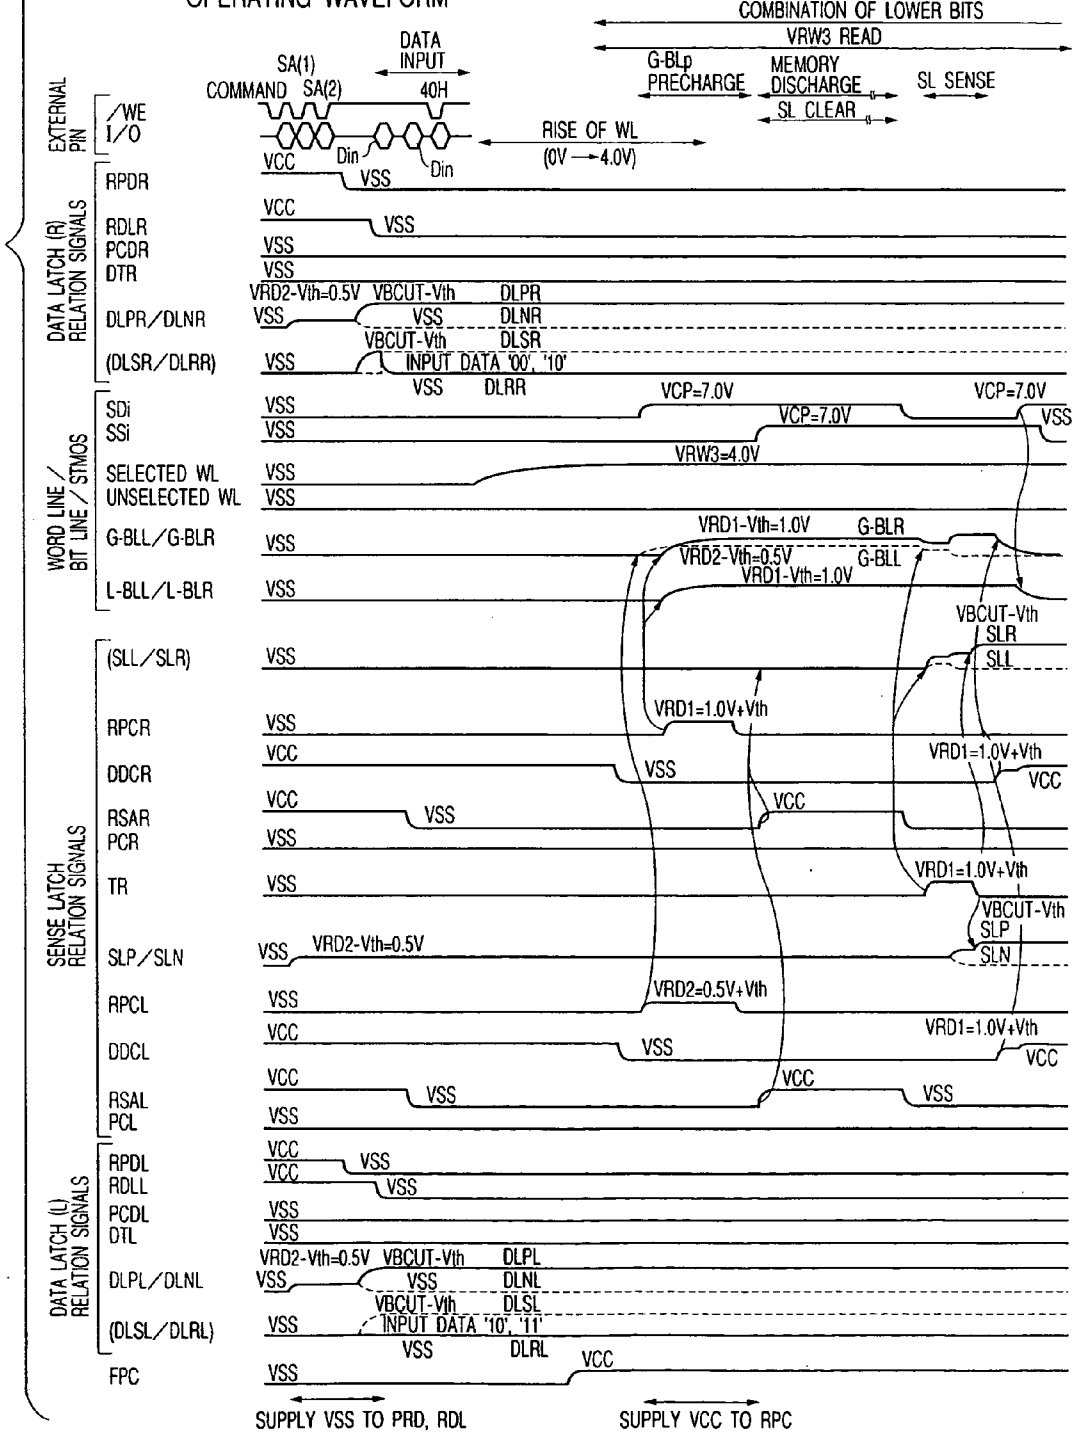 OPERATING WAVEFORM
COMBINATION OF LOWER BITS
VRW3 READ
DATA
INPUT
G-BLp
PRECHARGE
MEMORY
DISCHARGE
SL SENSE
SL CLEAR
SA(1)
COMMAND SA(2) 40H
EXTERNAL
PIN
/WE
I/O
Din Din
RISE OF WL
(0V → 4.0V)
DATA LATCH (R)
RELATION SIGNALS
RPDR VCC VSS
RDLR VCC VSS
PCDR VSS
DTR VSS
VRD2-Vth=0.5V VBCUT-Vth DLPR
DLPR/DLNR VSS VSS DLNR
VBCUT-Vth DLSR
(DLSR/DLRR) VSS INPUT DATA '00', '10'
VSS DLRR
WORD LINE/
BIT LINE/STMOS
SDi VSS VCP=7.0V VCP=7.0V
SSi VSS VCP=7.0V VSS
SELECTED WL VSS VRW3=4.0V
UNSELECTED WL VSS
G-BLL/G-BLR VSS VRD1-Vth=1.0V G-BLR
VRD2-Vth=0.5V G-BLL
L-BLL/L-BLR VSS VRD1-Vth=1.0V
SENSE LATCH
RELATION SIGNALS
VBCUT-Vth
SLR
(SLL/SLR) VSS SLL
RPCR VSS VRD1=1.0V+Vth
DDCR VCC VSS VRD1=1.0V+Vth
VCC
RSAR VCC VSS VCC
PCR VSS
TR VSS VRD1=1.0V+Vth
VBCUT-Vth
SLP
SLP/SLN VSS VRD2-Vth=0.5V SLN
RPCL VSS VRD2=0.5V+Vth
DDCL VCC VSS VRD1=1.0V+Vth
VCC
RSAL VCC VSS VCC VSS
PCL VSS
DATA LATCH (L)
RELATION SIGNALS
RPDL VCC VSS
RDLL VCC VSS
PCDL VSS
DTL VSS
VRD2-Vth=0.5V VBCUT-Vth DLPL
DLPL/DLNL VSS VSS DLNL
VBCUT-Vth DLSL
(DLSL/DLRL) VSS INPUT DATA '10', '11'
VSS DLRL
FPC VSS VCC
SUPPLY VSS TO PRD, RDL
SUPPLY VCC TO RPC